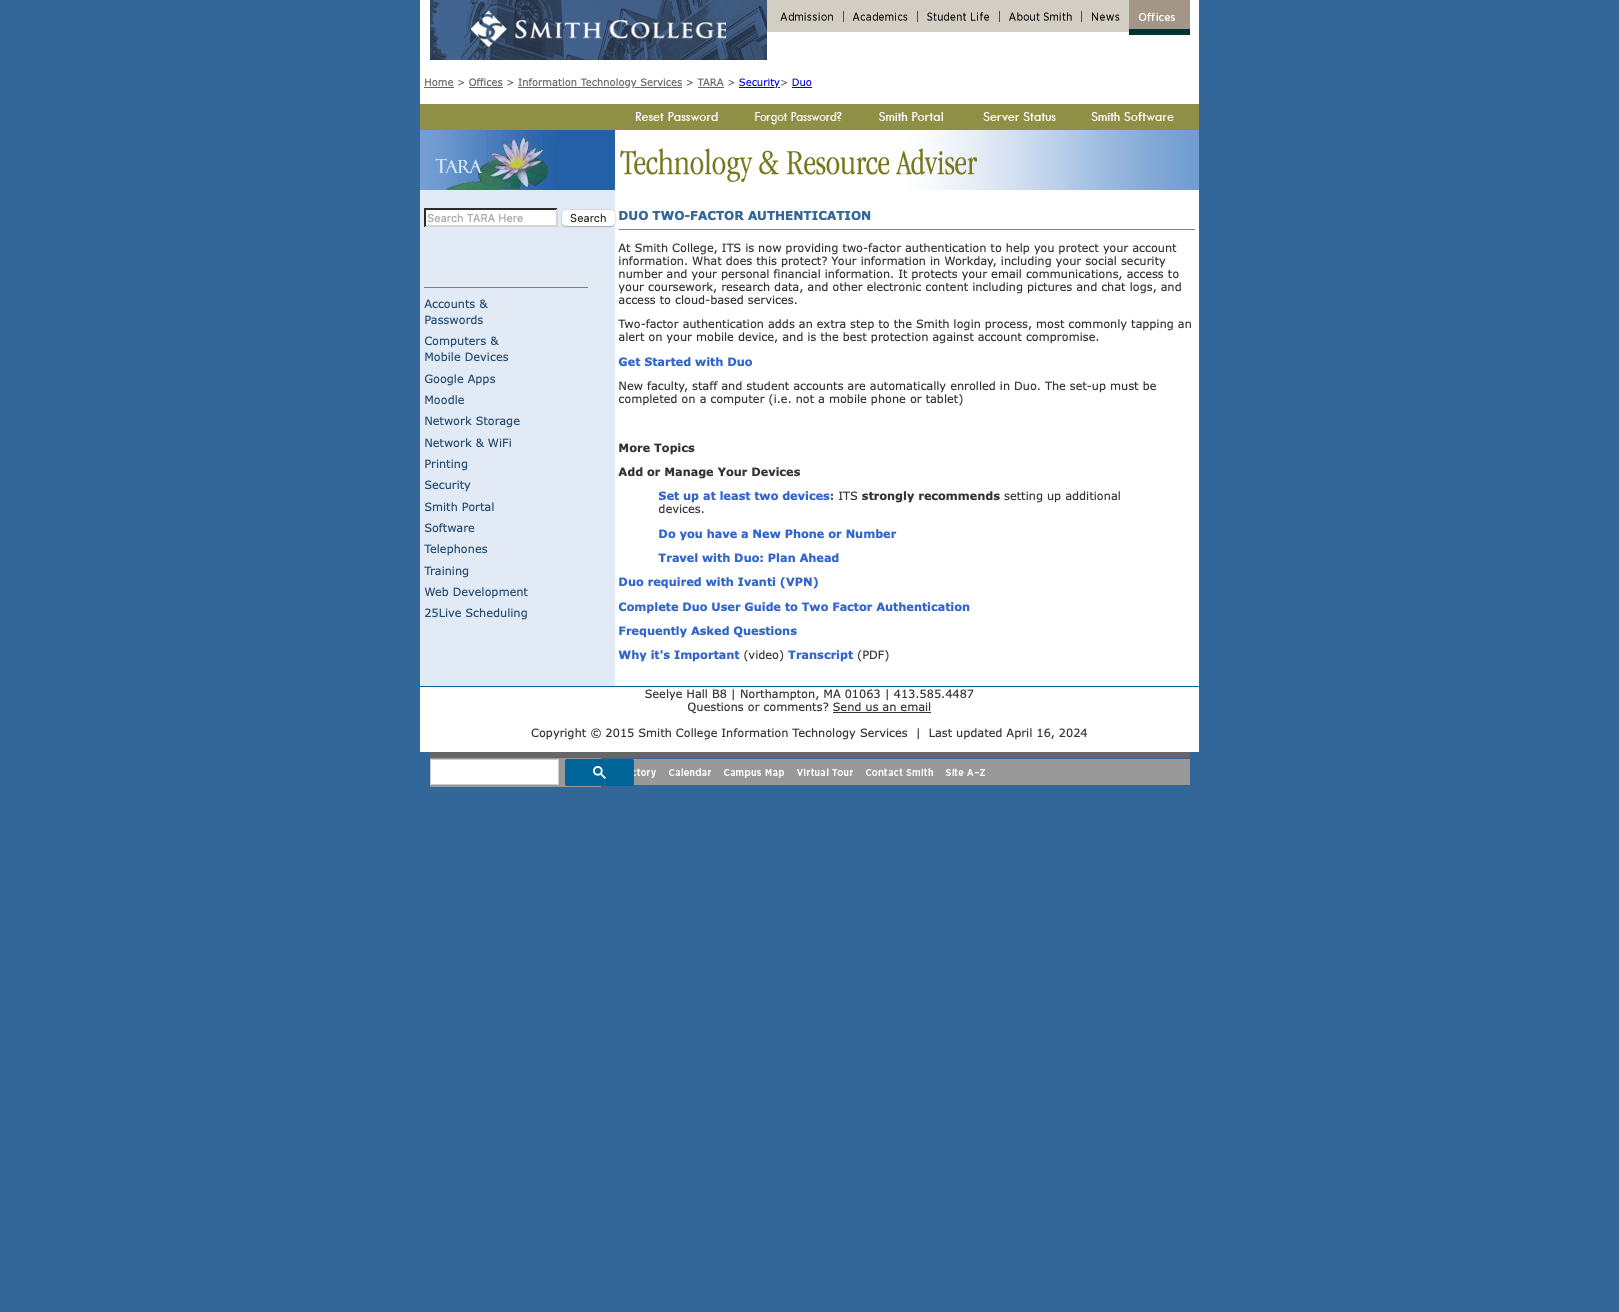 SMITH COLLEGE
Admission | Academics | Student Life | About Smith | News Offices
Home > Offices > Information Technology Services > TARA > Security> Duo
Reset Password Forgot Password? Smith Portal Server Status Smith Software
TARA
Technology & Resource Adviser
Search TARA Here Search
Accounts &
Passwords
Computers &
Mobile Devices
Google Apps
Moodle
Network Storage
Network & WiFi
Printing
Security
Smith Portal
Software
Telephones
Training
Web Development
25Live Scheduling
DUO TWO-FACTOR AUTHENTICATION
At Smith College, ITS is now providing two-factor authentication to help you protect your account
information. What does this protect? Your information in Workday, including your social security
number and your personal financial information. It protects your email communications, access to
your coursework, research data, and other electronic content including pictures and chat logs, and
access to cloud-based services.
Two-factor authentication adds an extra step to the Smith login process, most commonly tapping an
alert on your mobile device, and is the best protection against account compromise.
Get Started with Duo
New faculty, staff and student accounts are automatically enrolled in Duo. The set-up must be
completed on a computer (i.e. not a mobile phone or tablet)
More Topics
Add or Manage Your Devices
Set up at least two devices: ITS strongly recommends setting up additional
devices.
Do you have a New Phone or Number
Travel with Duo: Plan Ahead
Duo required with Ivanti (VPN)
Complete Duo User Guide to Two Factor Authentication
Frequently Asked Questions
Why it's Important (video) Transcript (PDF)
Seelye Hall B8 | Northampton, MA 01063 | 413.585.4487
Questions or comments? Send us an email
Copyright © 2015 Smith College Information Technology Services | Last updated April 16, 2024
Calendar Campus Map Virtual Tour Contact Smith Site A–Z